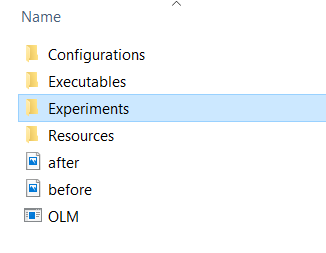 Name
Configurations
Executables
Experiments
Resources
after
before
OLM